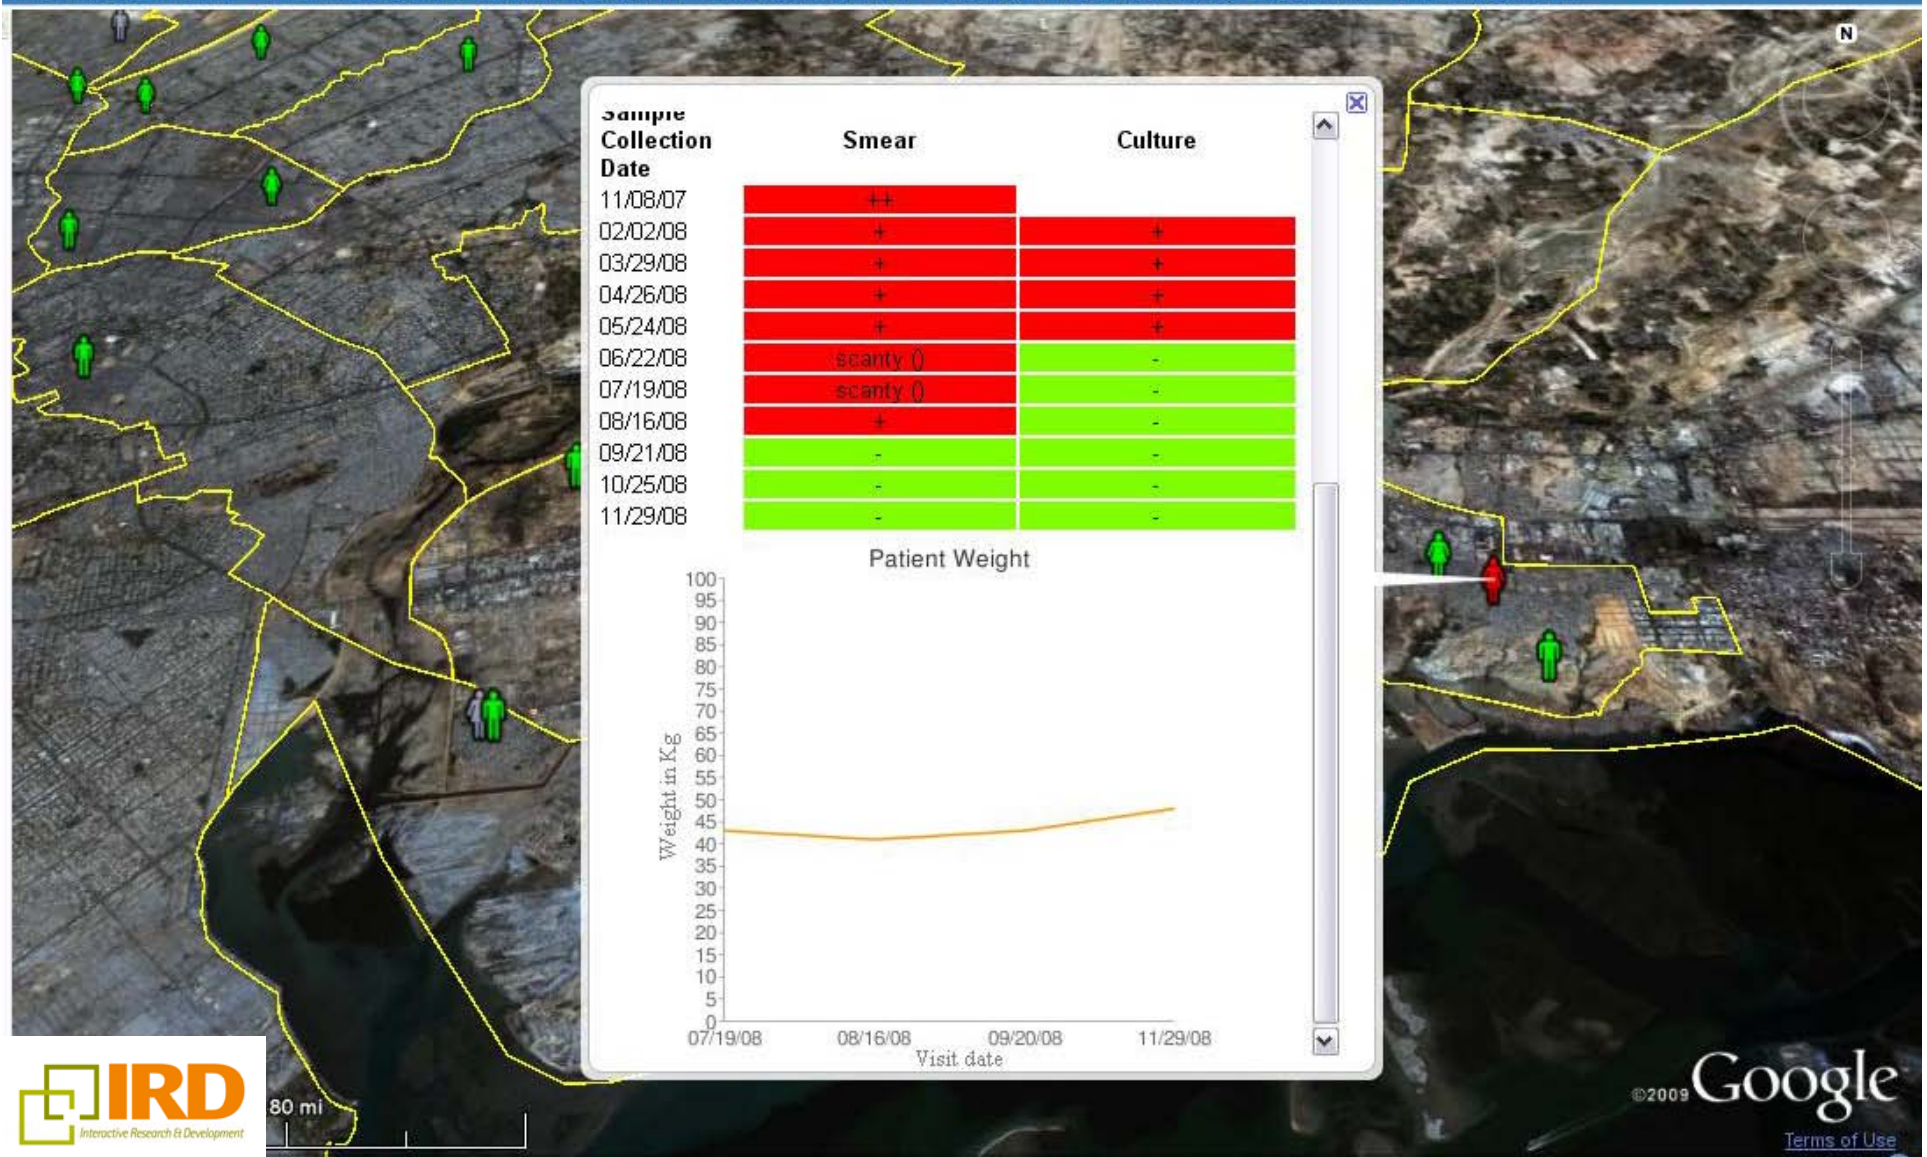 N
Sample
Collection
Date
Smear
Culture
11/08/07 ++
02/02/08 + +
03/29/08 + +
04/26/08 + +
05/24/08 + +
06/22/08 scanty () -
07/19/08 scanty () -
08/16/08 + -
09/21/08 - -
10/25/08 - -
11/29/08 - -
Patient Weight
100
95
90
85
80
75
70
65
60
55
50
45
40
35
30
25
20
15
10
5
0
Weight in Kg
07/19/08 08/16/08 09/20/08 11/29/08
Visit date
IRD
Interactive Research & Development
80 mi
©2009 Google
Terms of Use